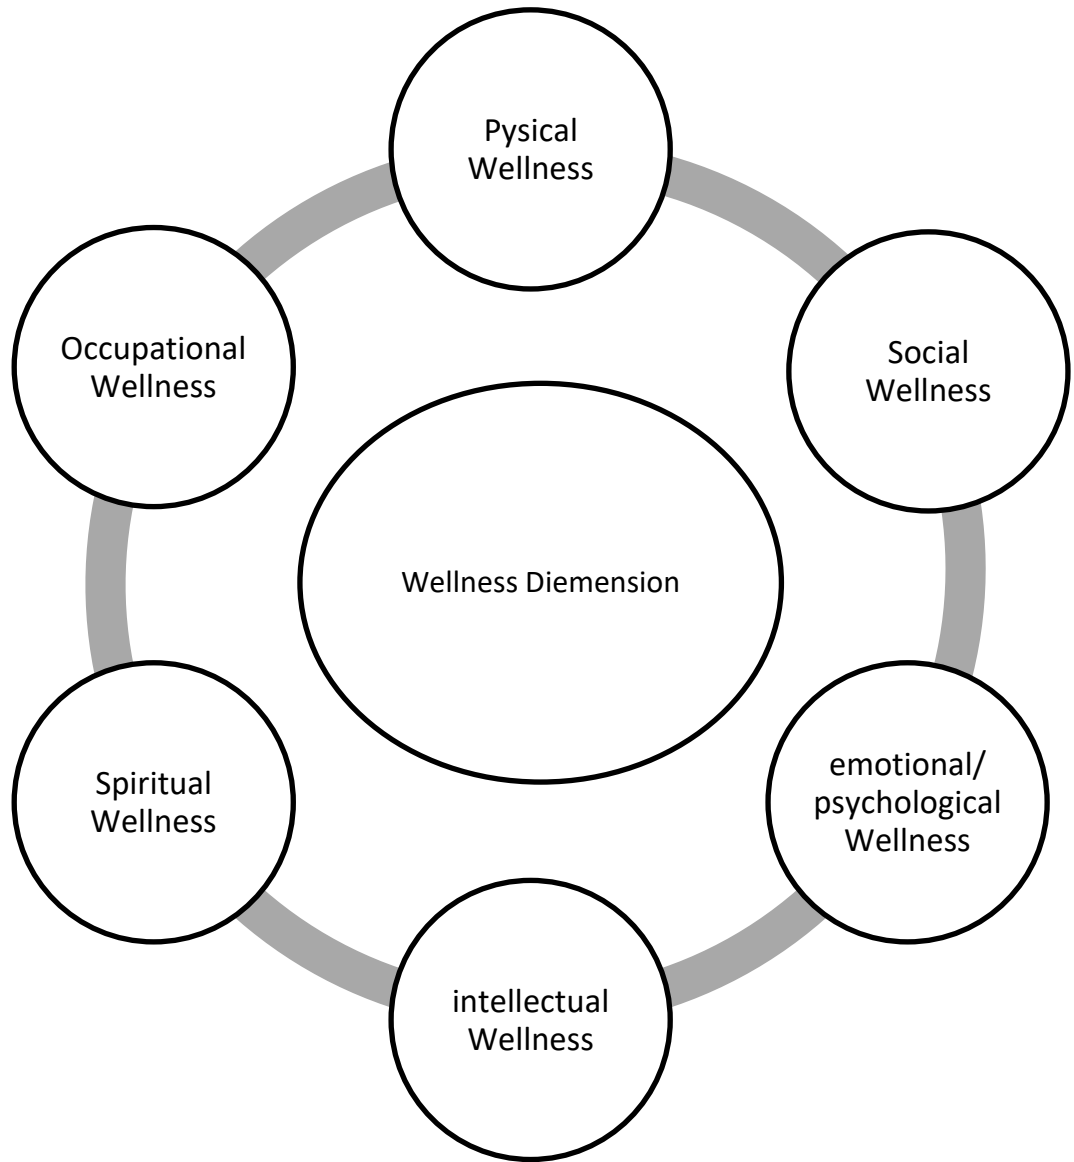 Pysical
Wellness
Social
Wellness
emotional/
psychological
Wellness
intellectual
Wellness
Spiritual
Wellness
Occupational
Wellness
Wellness Diemension